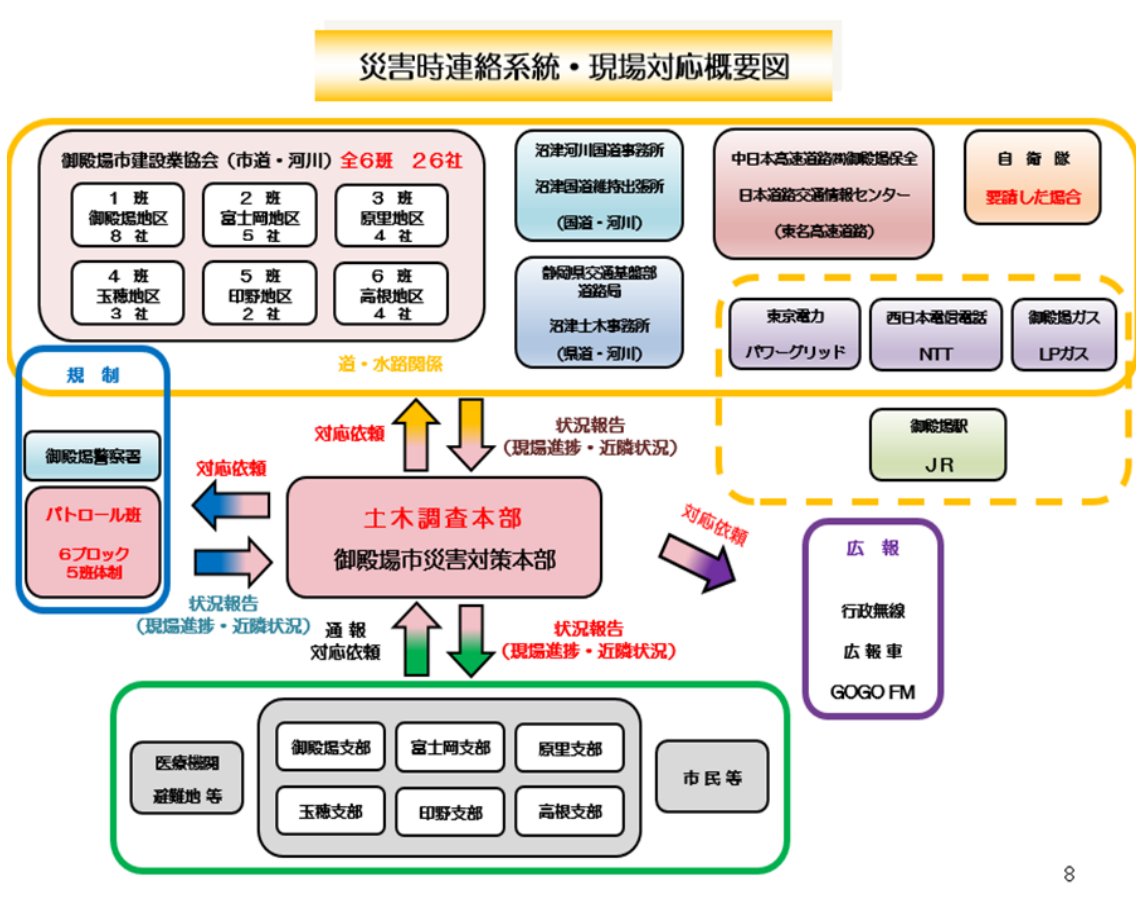 災害時連絡系統・現場対応概要図
御殿場市建設業協会（市道・河川）全6班　26社
1　班
御殿場地区
8　社
2　班
富士岡地区
5　社
3　班
原里地区
4　社
4　班
玉穂地区
3　社
5　班
印野地区
2　社
6　班
高根地区
4　社
沼津河川国道事務所
沼津国道維持出張所
（国道・河川）
静岡県交通基盤部
道路局
沼津土木事務所
（県道・河川）
中日本高速道路㈱御殿場保全
日本道路交通情報センター
（東名高速道路）
自 衛 隊
要請した場合
東京電力
パワーグリッド
西日本電信電話
NTT
御殿場ガス
LPガス
御殿場駅
JR
道・水路関係
規　制
御殿場警察署
パトロール班
6ブロック
5班体制
対応依頼
状況報告
（現場進捗・近隣状況）
対応依頼
状況報告
（現場進捗・近隣状況）
土木調査本部
御殿場市災害対策本部
対応依頼
広　報
行政無線
広 報 車
GOGO FM
通 報
対応依頼
状況報告
（現場進捗・近隣状況）
医療機関
避難地 等
御殿場支部
富士岡支部
原里支部
玉穂支部
印野支部
高根支部
市 民 等
8